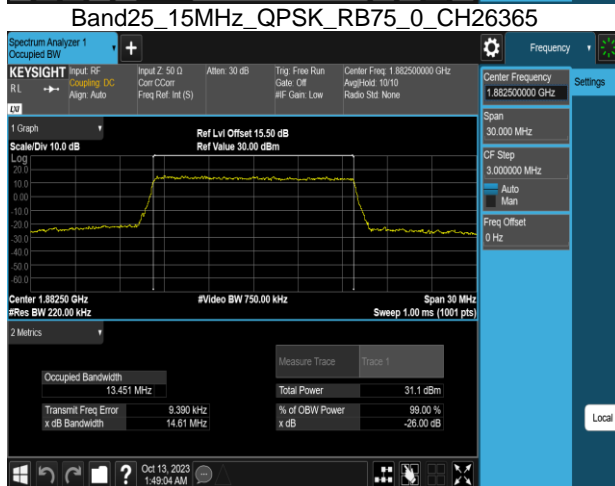 Band25_15MHz_QPSK_RB75_0_CH26365
Spectrum Analyzer 1
Occupied BW
Frequency
KEYSIGHT
RL
Input: RF
Coupling: DC
Align: Auto
Input Z: 50 Ω
Corr CCorr
Freq Ref: Int (S)
Atten: 30 dB
Trig: Free Run
Gate: Off
#IF Gain: Low
Center Freq: 1.882500000 GHz
Avg|Hold: 10/10
Radio Std: None
LXI
Center Frequency
1.882500000 GHz
Settings
Span
30.000 MHz
CF Step
3.000000 MHz
Auto
Man
Freq Offset
0 Hz
1 Graph
Scale/Div 10.0 dB
Ref Lvl Offset 15.50 dB
Ref Value 30.00 dBm
Log
20.0
10.0
0.00
-10.0
-20.0
-30.0
-40.0
-50.0
-60.0
Center 1.88250 GHz
#Res BW 220.00 kHz
#Video BW 750.00 kHz
Span 30 MHz
Sweep 1.00 ms (1001 pts)
2 Metrics
Measure Trace
Trace 1
Occupied Bandwidth
13.451 MHz
Total Power
31.1 dBm
Transmit Freq Error
9.390 kHz
% of OBW Power
99.00 %
x dB Bandwidth
14.61 MHz
x dB
-26.00 dB
Local
Oct 13, 2023
1:49:04 AM